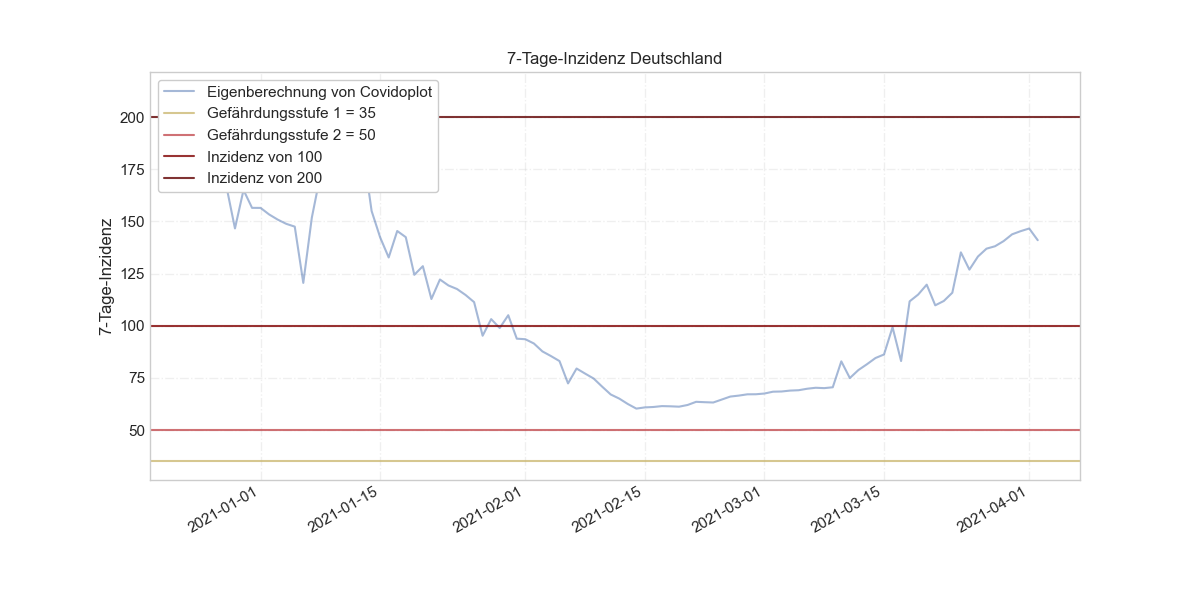 7-Tage-Inzidenz Deutschland
Eigenberechnung von Covidoplot
Gefährdungsstufe 1 = 35
Gefährdungsstufe 2 = 50
Inzidenz von 100
Inzidenz von 200
7-Tage-Inzidenz
200
175
150
125
100
75
50
2021-01-01
2021-01-15
2021-02-01
2021-02-15
2021-03-01
2021-03-15
2021-04-01